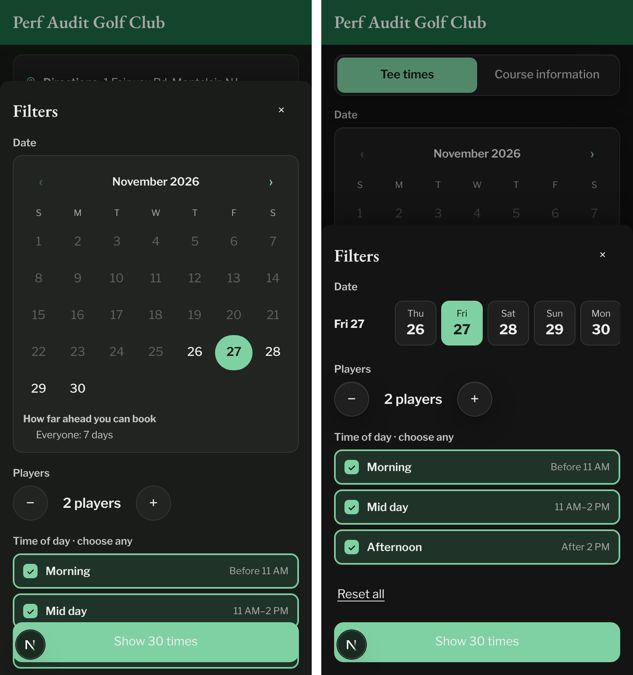 Perf Audit Golf Club
Directions
Filters
×
Date
‹ November 2026 ›
S M T W T F S
1 2 3 4 5 6 7
8 9 10 11 12 13 14
15 16 17 18 19 20 21
22 23 24 25 26 27 28
29 30
How far ahead you can book
Everyone: 7 days
Players
− 2 players +
Time of day · choose any
Morning Before 11 AM
Mid day 11 AM–2 PM
N Show 30 times
Perf Audit Golf Club
Tee times Course information
Date
‹ November 2026 ›
S M T W T F S
1 2 3 4 5 6 7
Filters
×
Date
Fri 27
Thu Fri Sat Sun Mon
26 27 28 29 30
Players
− 2 players +
Time of day · choose any
Morning Before 11 AM
Mid day 11 AM–2 PM
Afternoon After 2 PM
Reset all
N Show 30 times